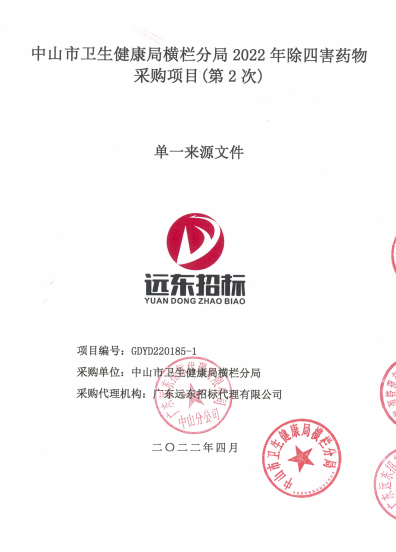 中山市卫生健康局横栏分局 2022 年除四害药物
采购项目(第 2 次)
单一来源文件
远东招标
YUAN DONG ZHAO BIAO
项目编号：GDYD220185-1
采购单位：中山市卫生健康局横栏分局
采购代理机构：广东远东招标代理有限公司
中山分公司
二〇二二年四月
中山市卫生健康局横栏分局